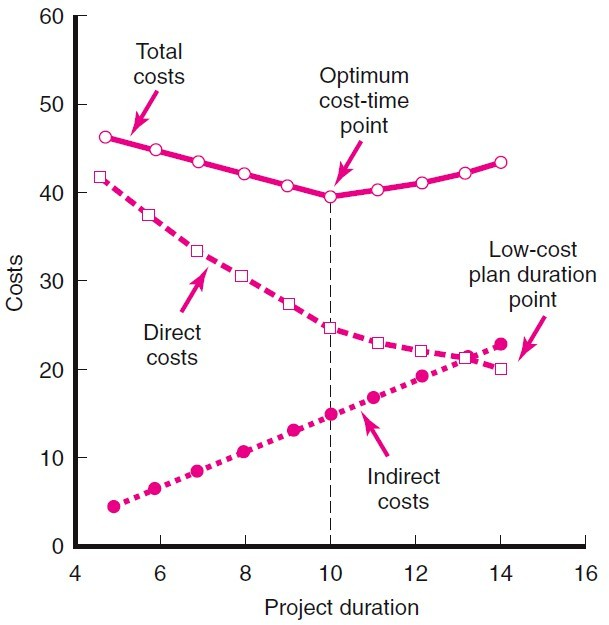 60
50
40
30
20
10
0
Costs
Total
costs
Optimum
cost-time
point
Low-cost
plan duration
point
Direct
costs
Indirect
costs
4 6 8 10 12 14 16
Project duration